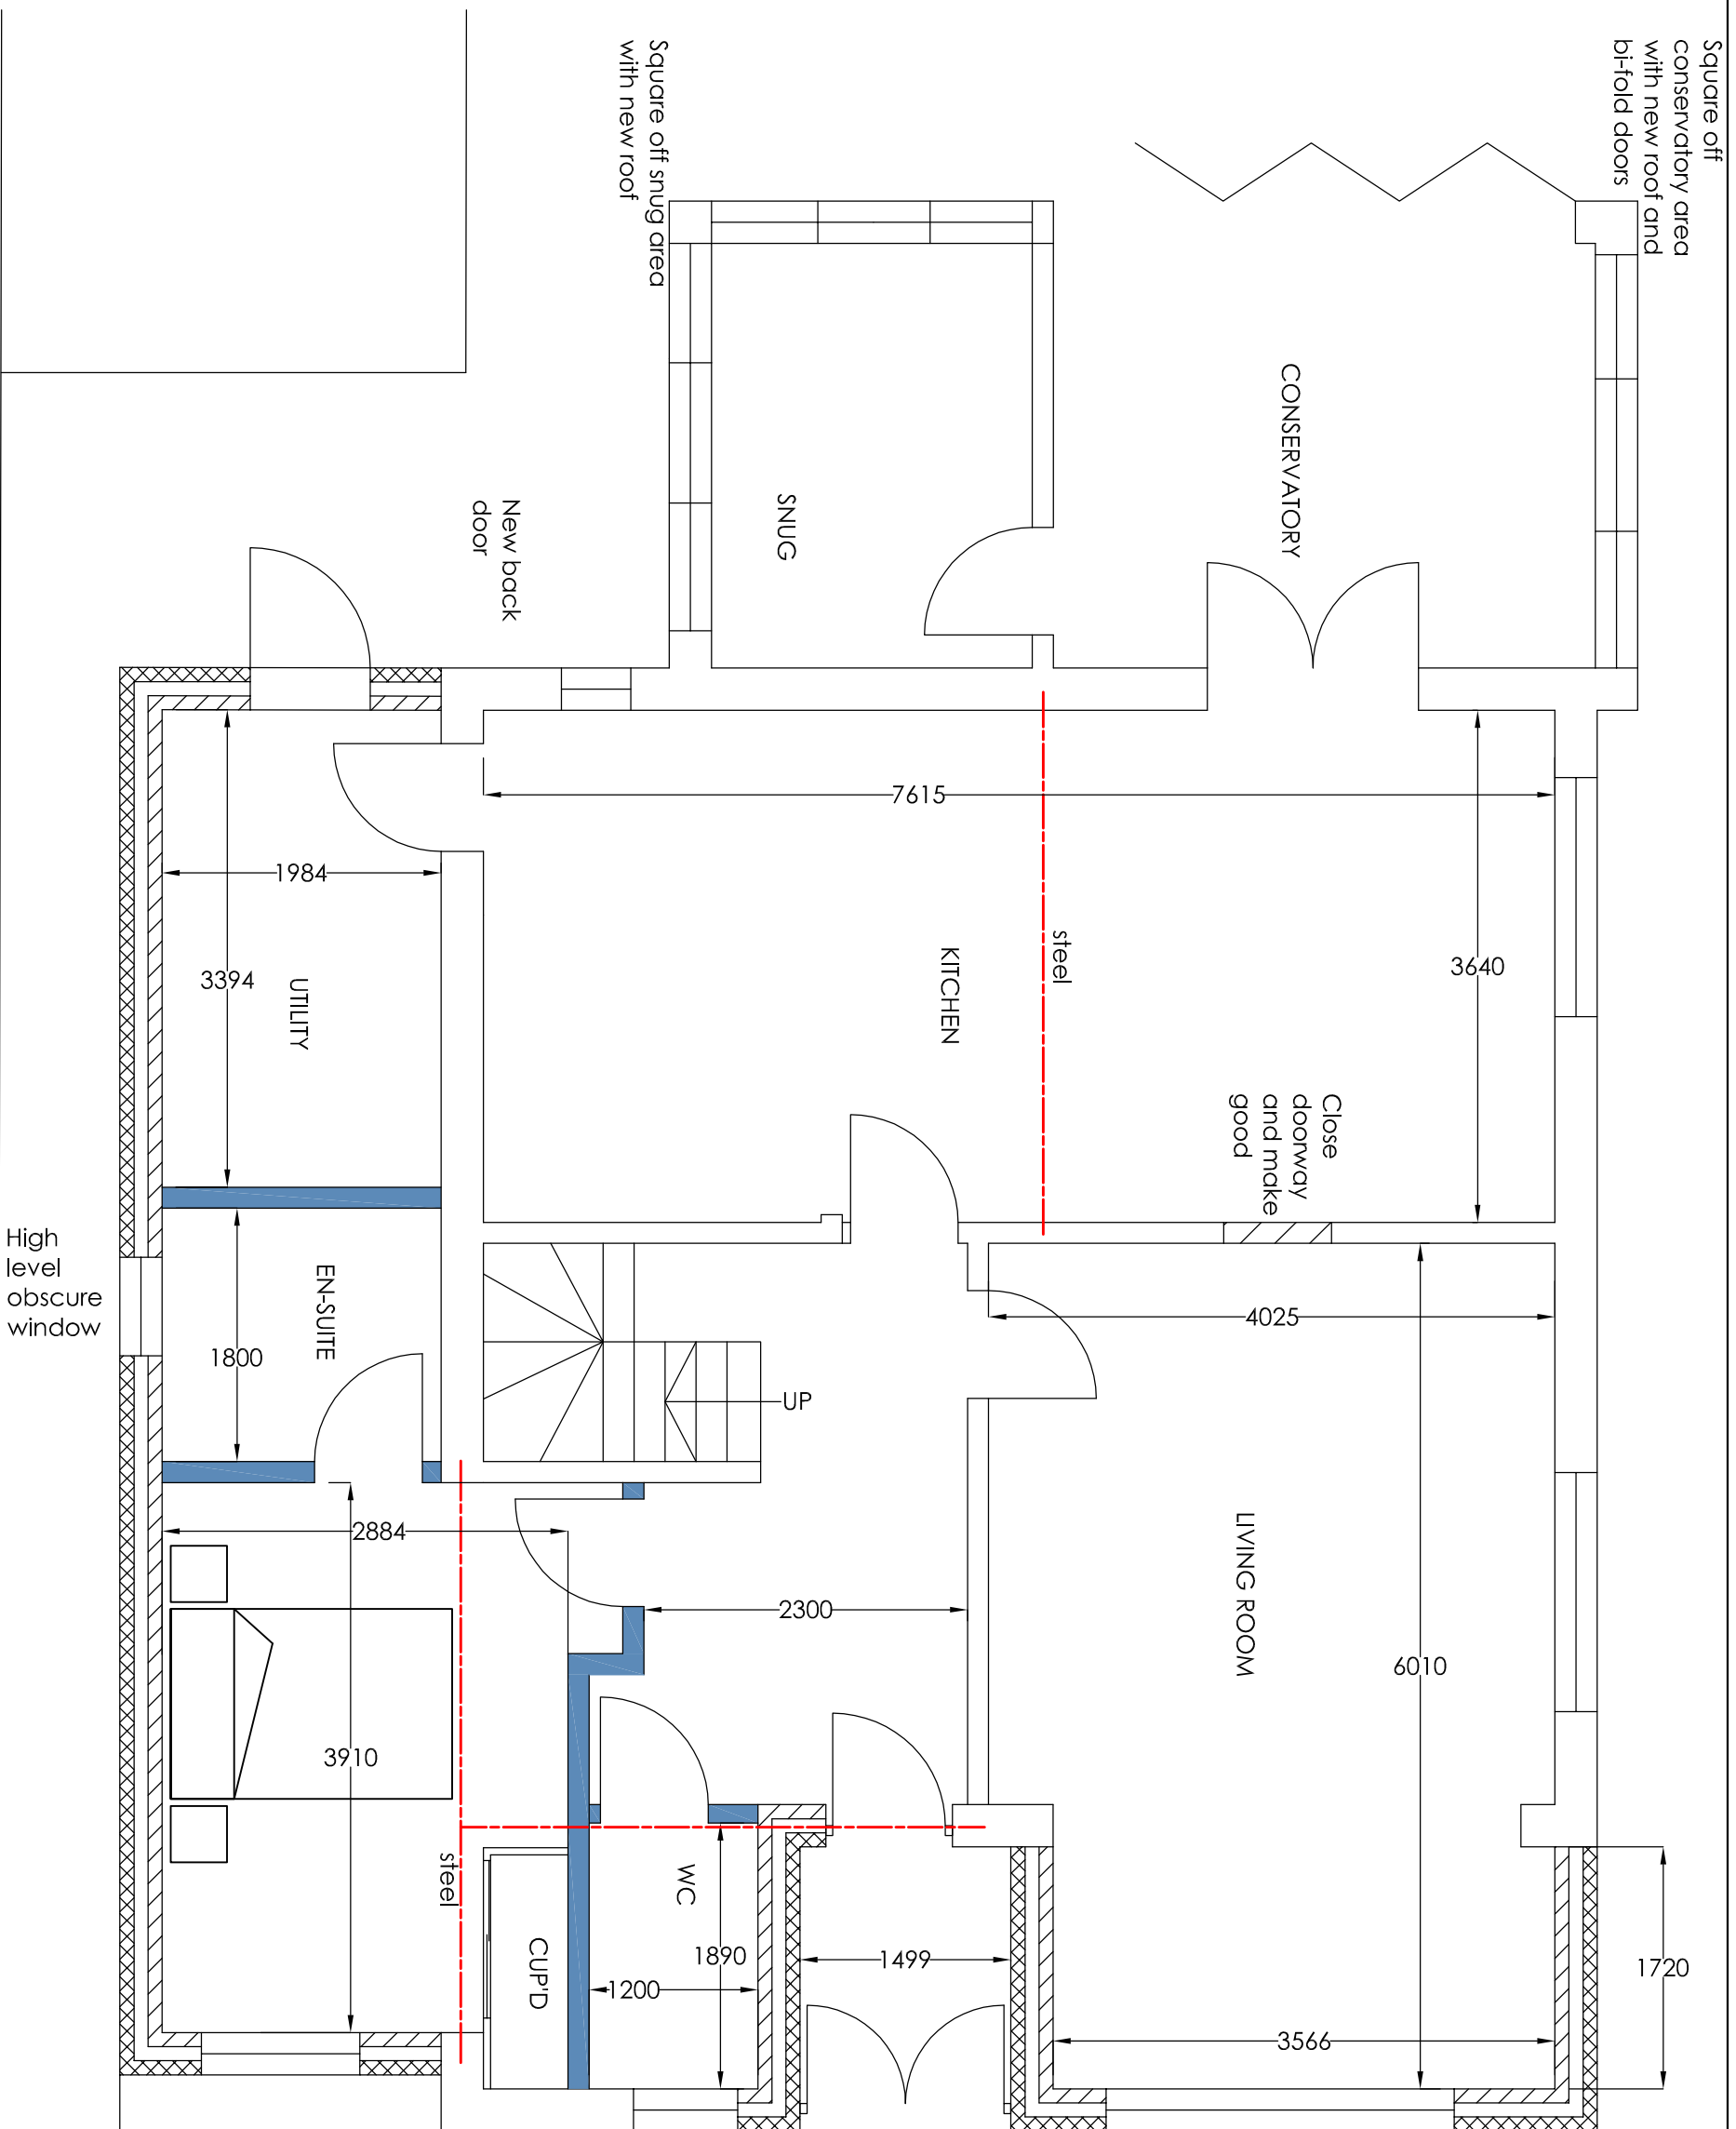 Square off
conservatory area
with new roof and
bi-fold doors
Square off snug area
with new roof
CONSERVATORY
SNUG
New back
door
7615
1984
3640
steel
KITCHEN
3394
UTILITY
Close
doorway
and make
good
High
level
obscure
window
EN-SUITE
1800
4025
UP
2884
LIVING ROOM
2300
6010
3910
steel
WC
CUP'D
1890
1200
1499
1720
3566